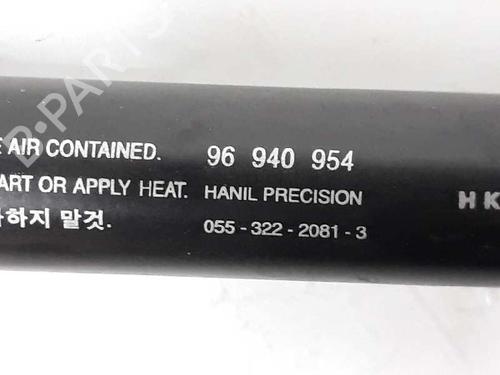 B-PARTS
E AIR CONTAINED. 96 940 954
ART OR APPLY HEAT. HANIL PRECISION
하지 말것. 055 - 322 - 2081 - 3
HK